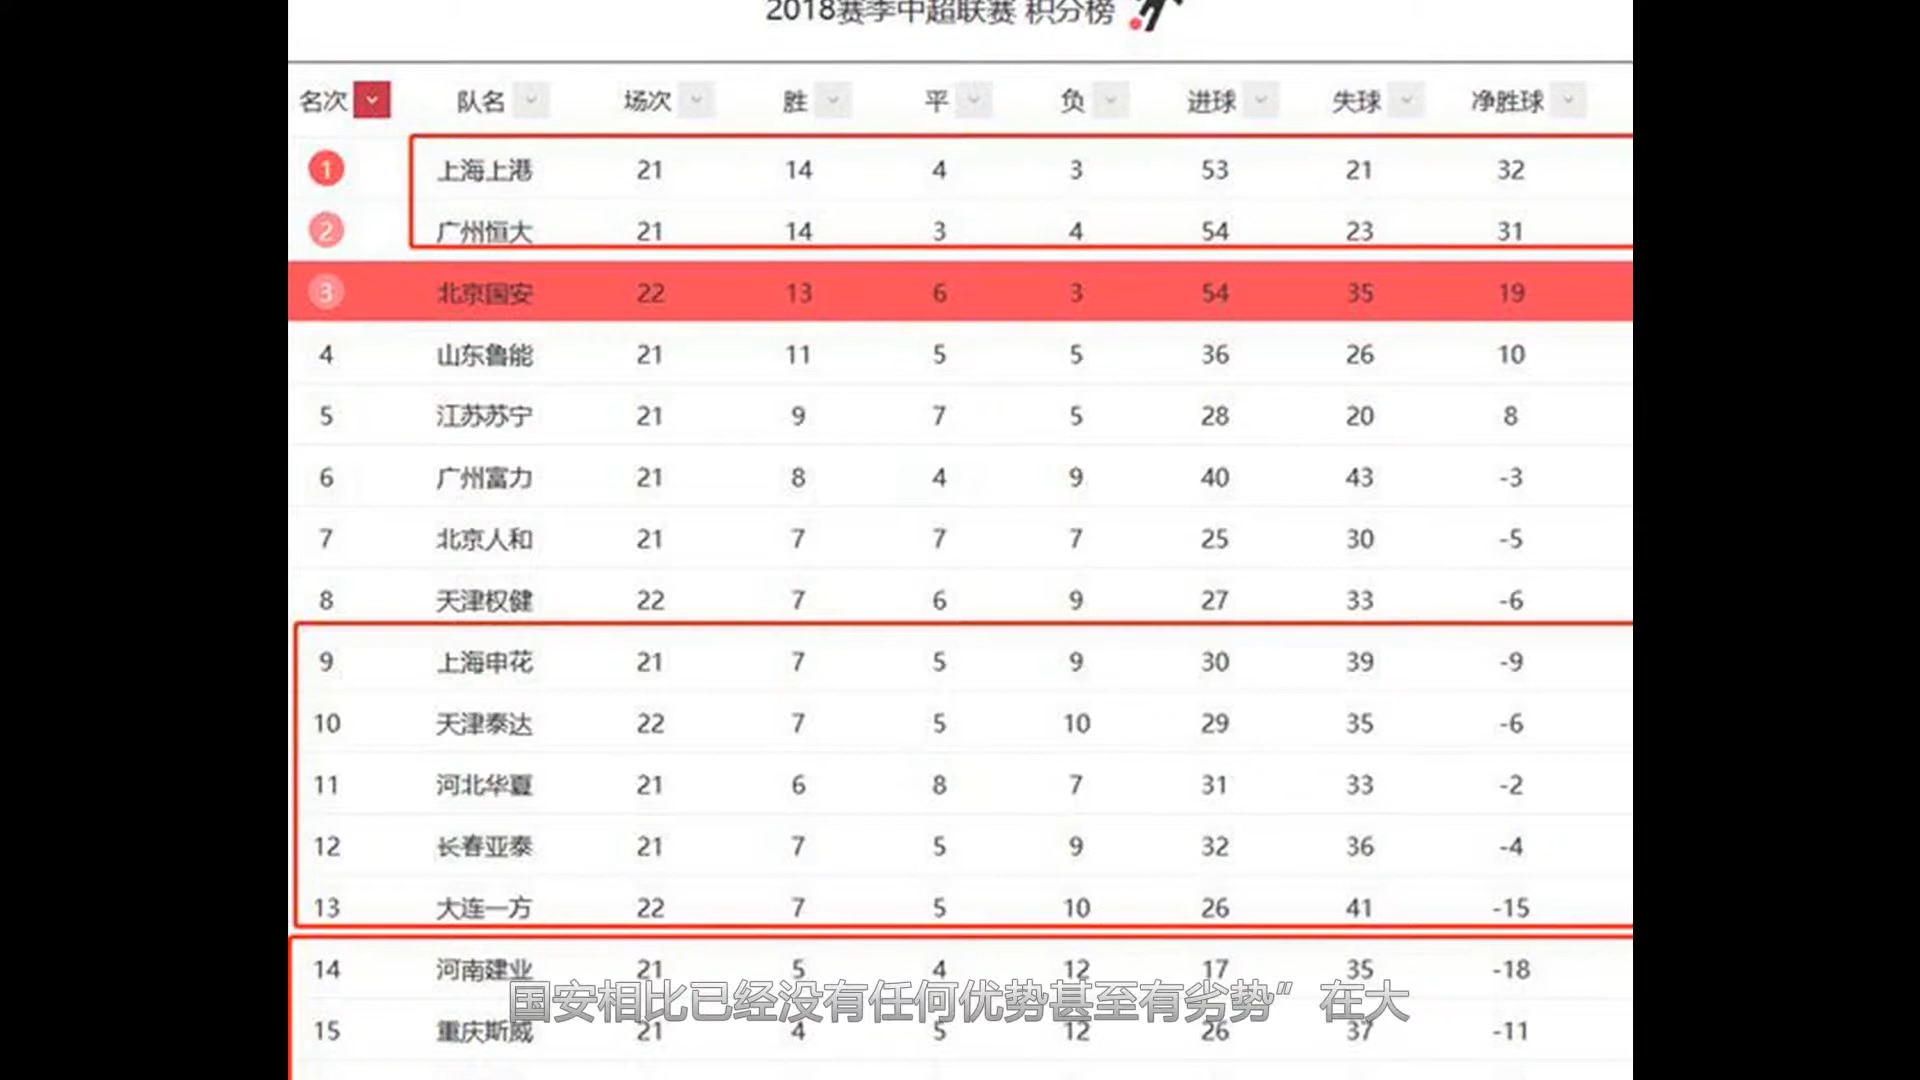 2018赛季中超联赛 积分榜
名次 队名 场次 胜 平 负 进球 失球 净胜球
1 上海上港 21 14 4 3 53 21 32
2 广州恒大 21 14 3 4 54 23 31
3 北京国安 22 13 6 3 54 35 19
4 山东鲁能 21 11 5 5 36 26 10
5 江苏苏宁 21 9 7 5 28 20 8
6 广州富力 21 8 4 9 40 43 -3
7 北京人和 21 7 7 7 25 30 -5
8 天津权健 22 7 6 9 27 33 -6
9 上海申花 21 7 5 9 30 39 -9
10 天津泰达 22 7 5 10 29 35 -6
11 河北华夏 21 6 8 7 31 33 -2
12 长春亚泰 21 7 5 9 32 36 -4
13 大连一方 22 7 5 10 26 41 -15
14 河南建业 21 5 4 12 17 35 -18
国安相比已经没有任何优势甚至有劣势” 在大
15 重庆斯威 21 4 5 12 26 37 -11